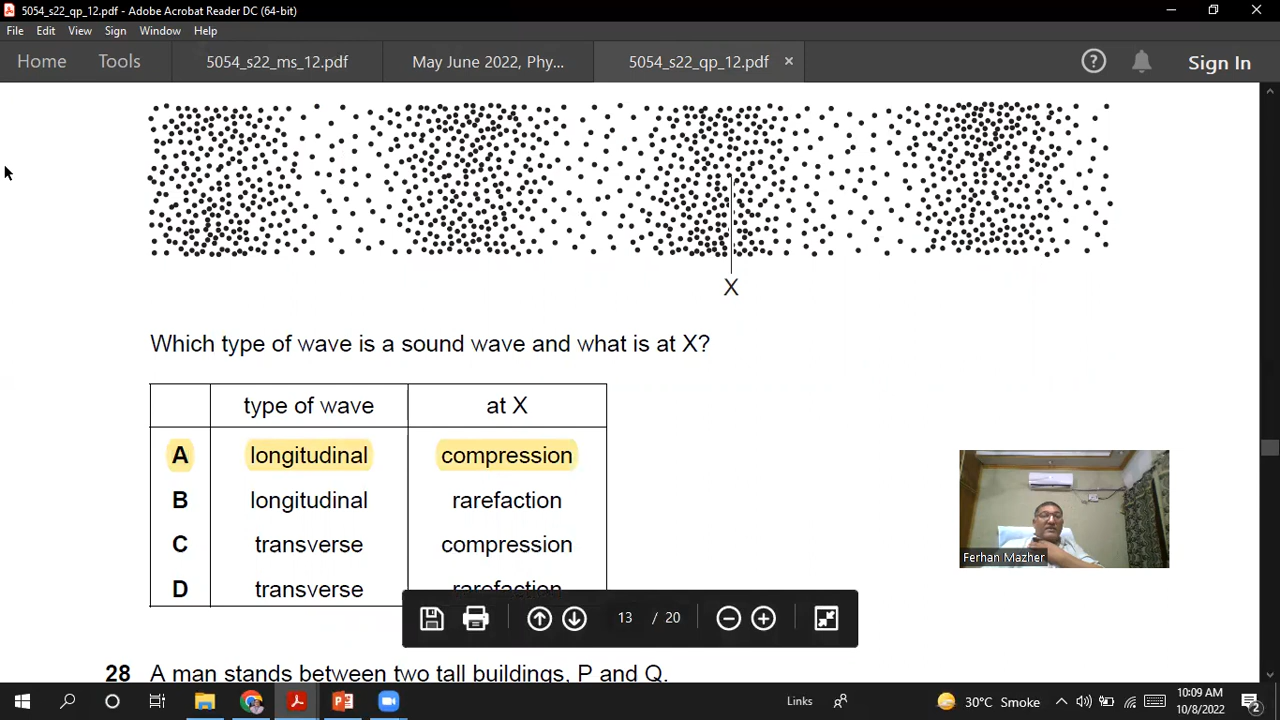 5054_s22_qp_12.pdf - Adobe Acrobat Reader DC (64-bit)
File Edit View Sign Window Help
Home Tools 5054_s22_ms_12.pdf May June 2022, Phy... 5054_s22_qp_12.pdf × Sign In
X
Which type of wave is a sound wave and what is at X?
type of wave at X
A longitudinal compression
B longitudinal rarefaction
C transverse compression
D transverse rarefaction
Ferhan Mazher
13 / 20
28 A man stands between two tall buildings, P and Q.
Links 30°C Smoke 10:09 AM
10/8/2022
2